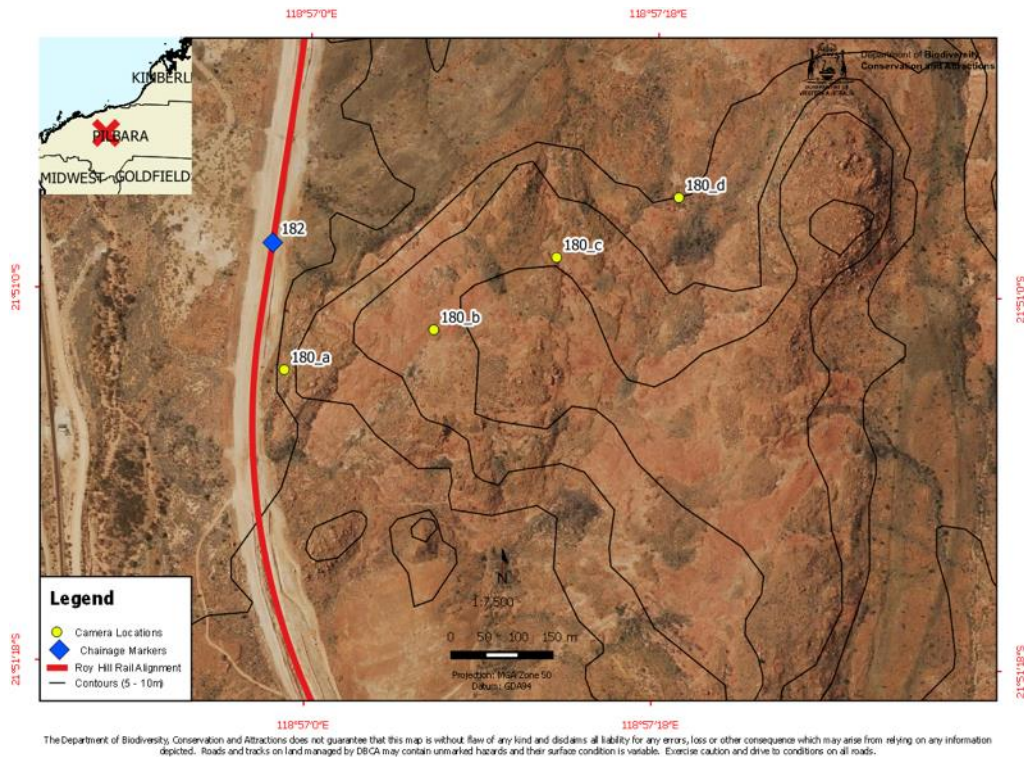 118°57'0"E
118°57'18"E
KIMBERL
PILBARA
MIDWEST
GOLDFIELD
Department of Biodiversity,
Conservation and Attractions
182
180_a
180_b
180_c
180_d
21°51'0"S
21°51'0"S
21°51'18"S
21°51'18"S
N
1:7,500
0 50 100 150 m
Projection: MGA Zone 50
Datum: GDA94
Legend
Camera Locations
Chainage Markers
Roy Hill Rail Alignment
Contours (5 - 10m)
118°57'0"E
118°57'18"E
The Department of Biodiversity, Conservation and Attractions does not guarantee that this map is without flaw of any kind and disclaims all liability for any errors, loss or other consequence which may arise from relying on any information
depicted. Roads and tracks on land managed by DBCA may contain unmarked hazards and their surface condition is variable. Exercise caution and drive to conditions on all roads.